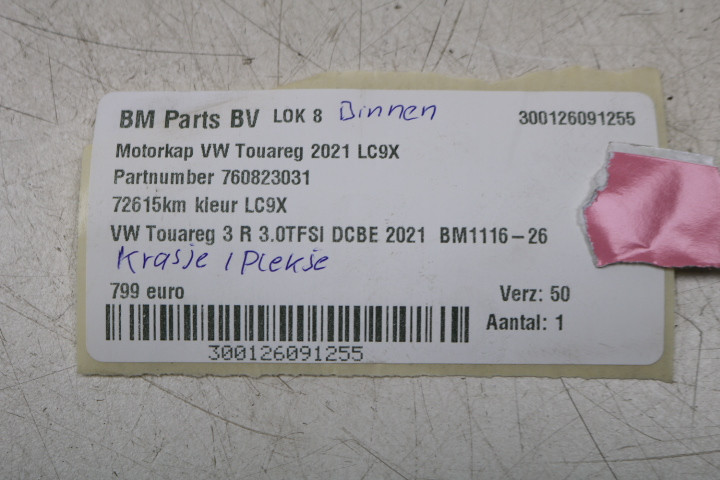 BM Parts BV LOK 8 Binnen 300126091255
Motorkap VW Touareg 2021 LC9X
Partnumber 760823031
72615km kleur LC9X
VW Touareg 3 R 3.0TFSI DCBE 2021 BM1116-26
Krasje / Plekje
799 euro Verz: 50
Aantal: 1
300126091255